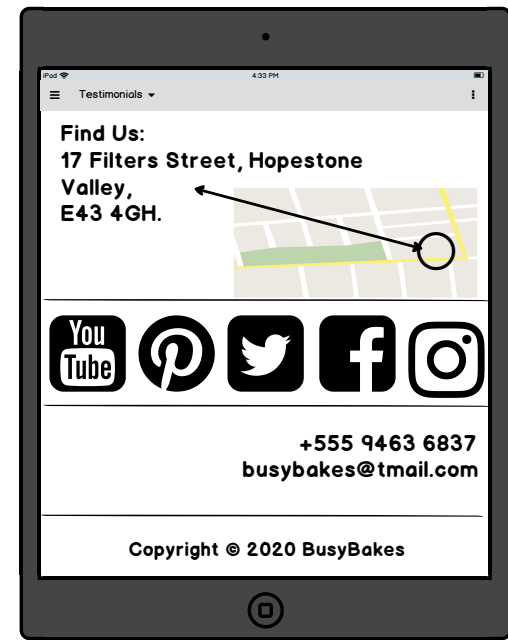 iPod
4:33 PM
Testimonials
Find Us:
17 Filters Street, Hopestone
Valley,
E43 4GH.
You
Tube
+555 9463 6837
busybakes@tmail.com
Copyright © 2020 BusyBakes